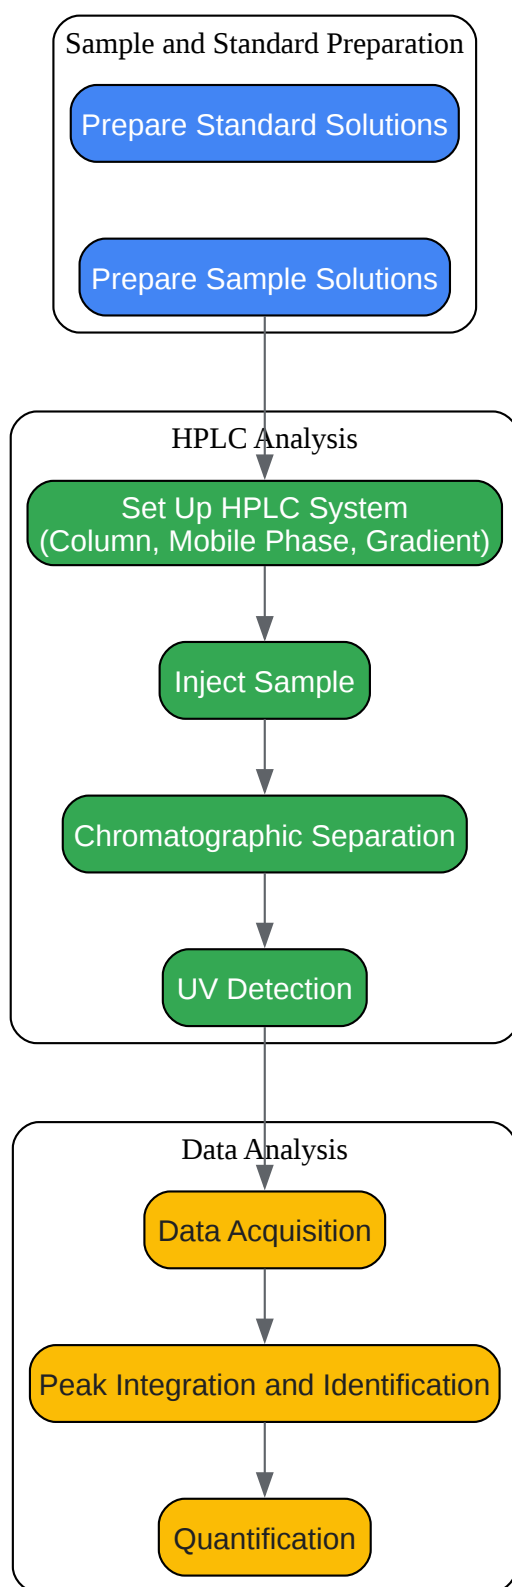 Sample and Standard Preparation
Prepare Standard Solutions
Prepare Sample Solutions
HPLC Analysis
Set Up HPLC System
(Column, Mobile Phase, Gradient)
Inject Sample
Chromatographic Separation
UV Detection
Data Analysis
Data Acquisition
Peak Integration and Identification
Quantification